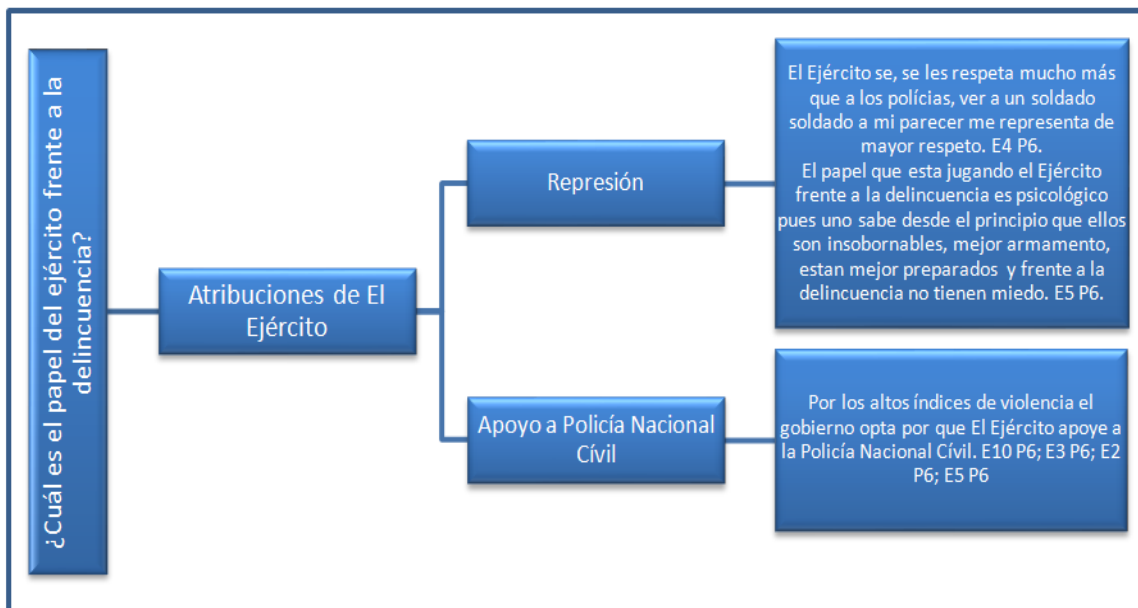 ¿Cuál es el papel del ejército frente a la
delincuencia?
Atribuciones de El
Ejército
Represión
El Ejército se, se les respeta mucho más
que a los polícias, ver a un soldado
soldado a mi parecer me representa de
mayor respeto. E4 P6.
El papel que esta jugando el Ejército
frente a la delincuencia es psicológico
pues uno sabe desde el principio que ellos
son insobornables, mejor armamento,
estan mejor preparados y frente a la
delincuencia no tienen miedo. E5 P6.
Apoyo a Policía Nacional
Cívil
Por los altos índices de violencia el
gobierno opta por que El Ejército apoye a
la Policía Nacional Cívil. E10 P6; E3 P6; E2
P6; E5 P6